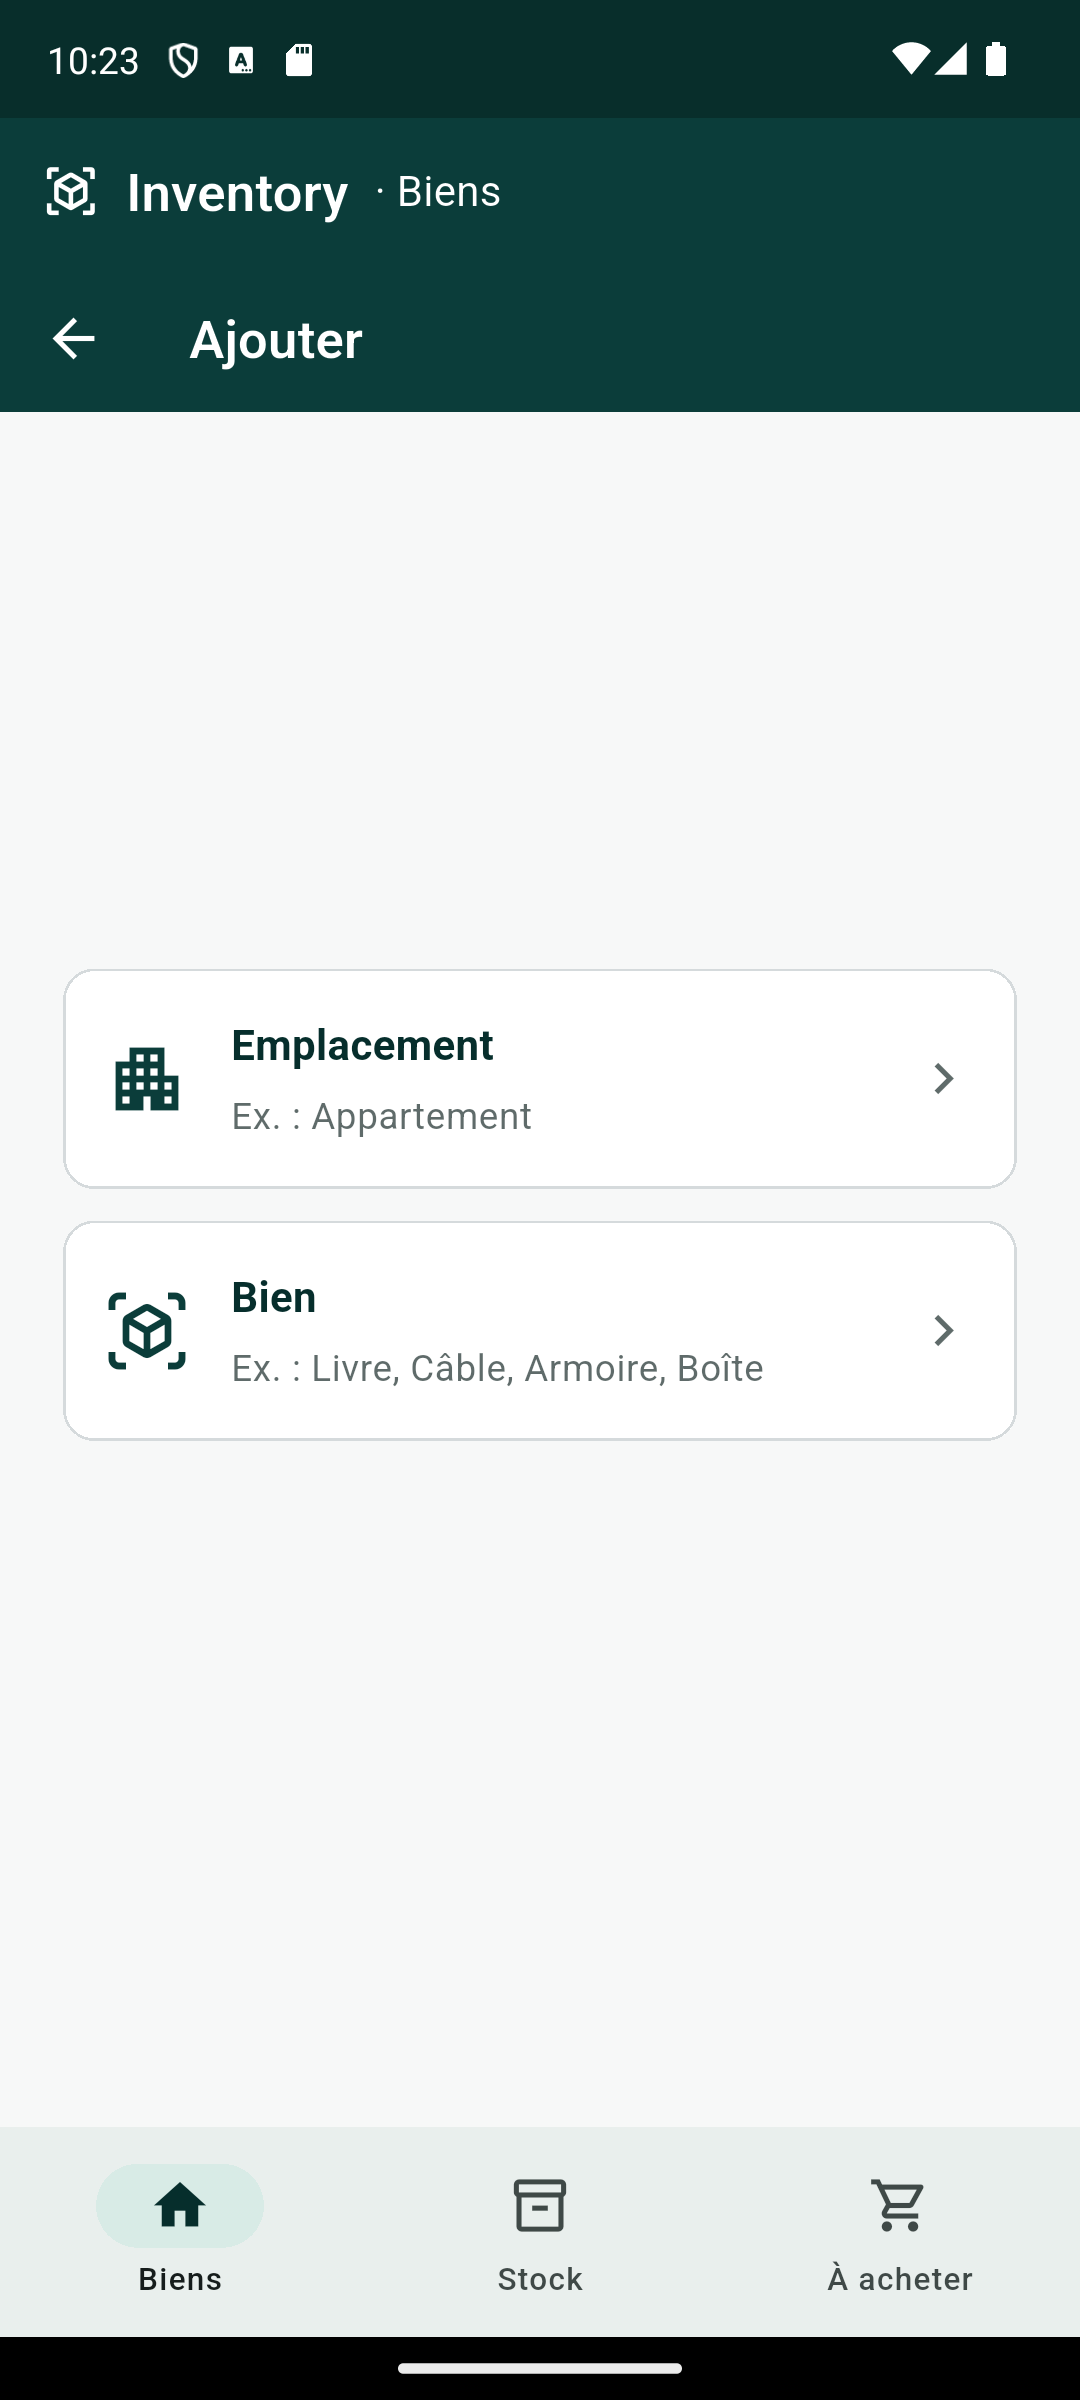 10:23
Inventory · Biens
Ajouter
Emplacement
Ex. : Appartement
Bien
Ex. : Livre, Câble, Armoire, Boîte
Biens
Stock
À acheter